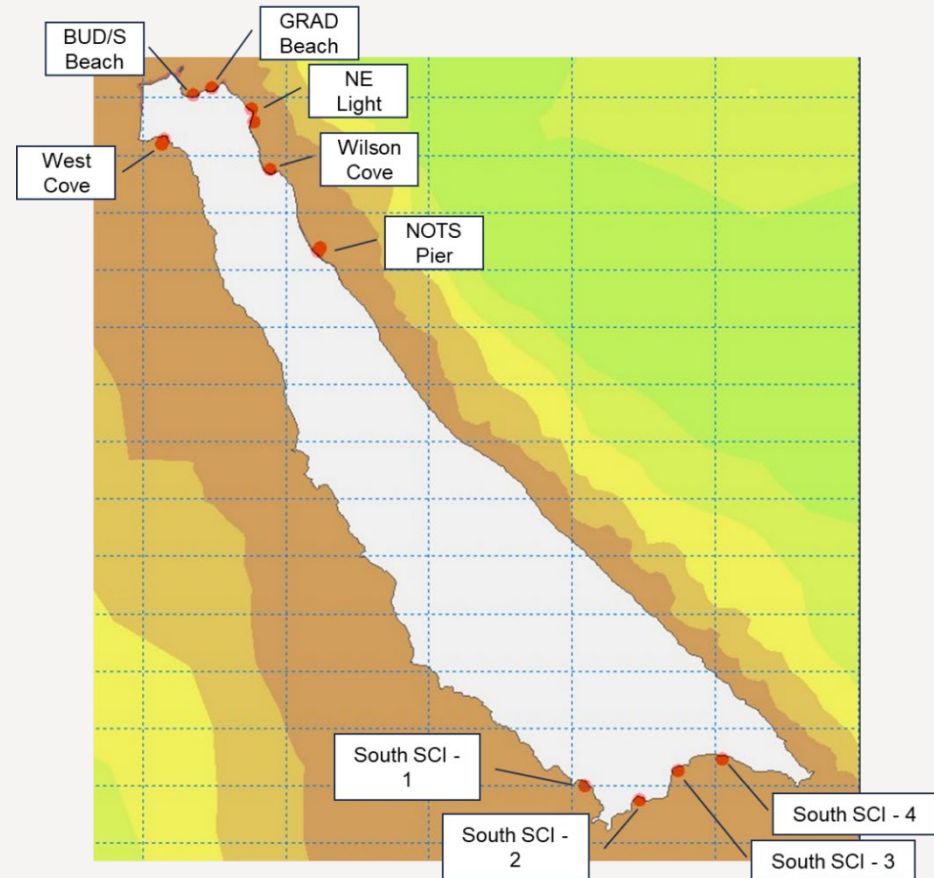 BUD/S
Beach
GRAD
Beach
NE
Light
West
Cove
Wilson
Cove
NOTS
Pier
South SCI -
1
South SCI -
2
South SCI - 4
South SCI - 3